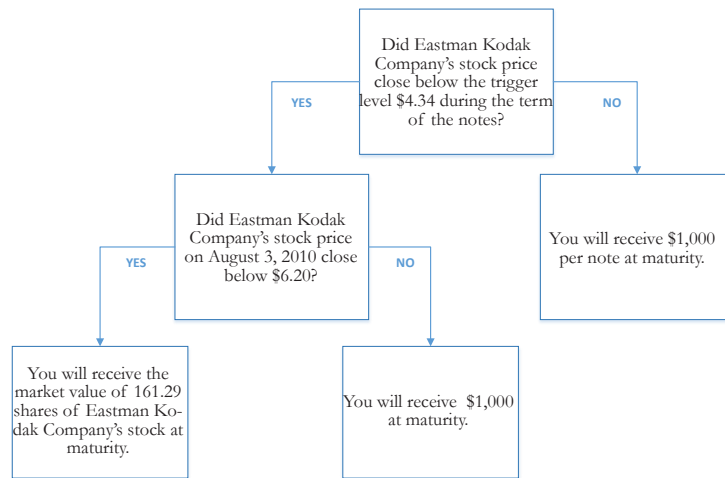 Did Eastman Kodak
Company's stock price
close below the trigger
level $4.34 during the term
of the notes?
YES
NO
Did Eastman Kodak
Company's stock price
on August 3, 2010 close
below $6.20?
You will receive $1,000
per note at maturity.
YES
NO
You will receive the
market value of 161.29
shares of Eastman Ko-
dak Company's stock at
maturity.
You will receive $1,000
at maturity.